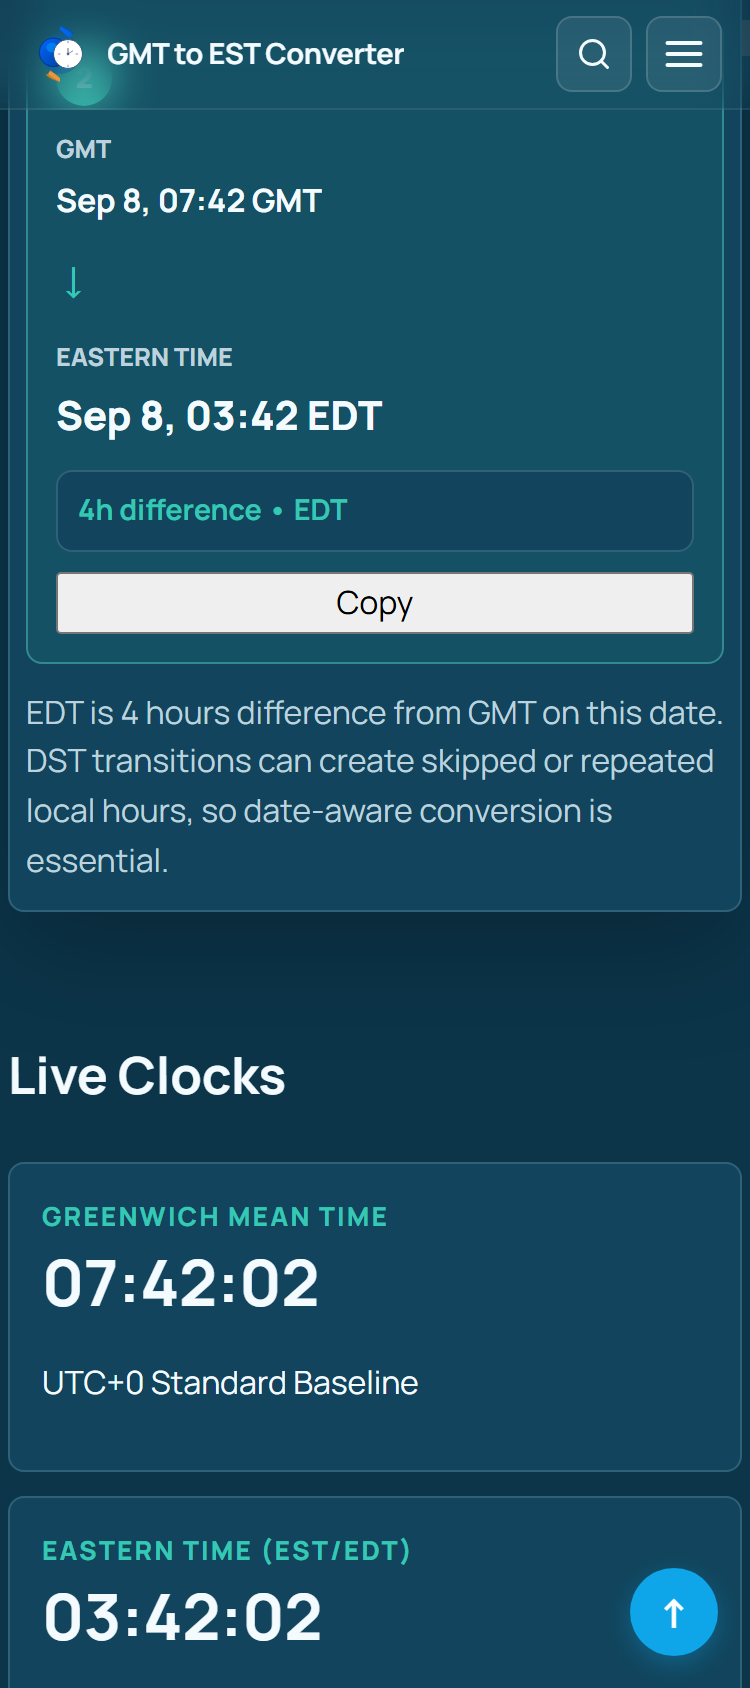 GMT to EST Converter
2
GMT
Sep 8, 07:42 GMT
↓
EASTERN TIME
Sep 8, 03:42 EDT
4h difference • EDT
Copy
EDT is 4 hours difference from GMT on this date.
DST transitions can create skipped or repeated
local hours, so date-aware conversion is
essential.
Live Clocks
GREENWICH MEAN TIME
07:42:02
UTC+0 Standard Baseline
EASTERN TIME (EST/EDT)
03:42:02
↑